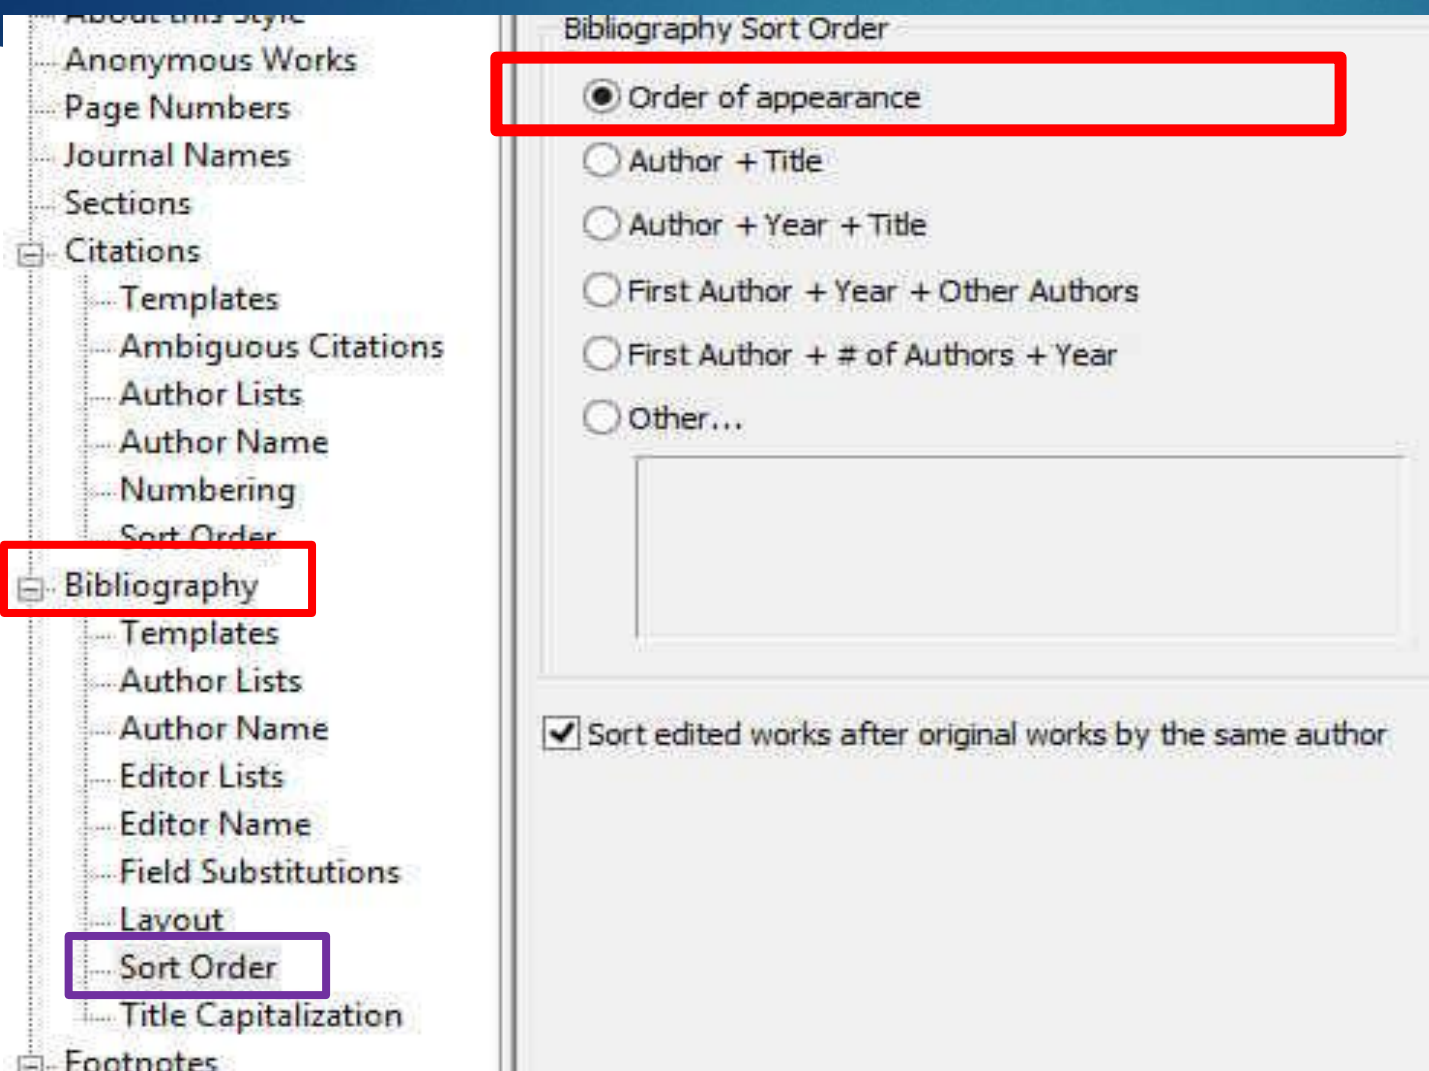 About this Style
Anonymous Works
Page Numbers
Journal Names
Sections
Citations
Templates
Ambiguous Citations
Author Lists
Author Name
Numbering
Sort Order
Bibliography
Templates
Author Lists
Author Name
Editor Lists
Editor Name
Field Substitutions
Layout
Sort Order
Title Capitalization
Footnotes
Bibliography Sort Order
Order of appearance
Author + Title
Author + Year + Title
First Author + Year + Other Authors
First Author + # of Authors + Year
Other...
Sort edited works after original works by the same author